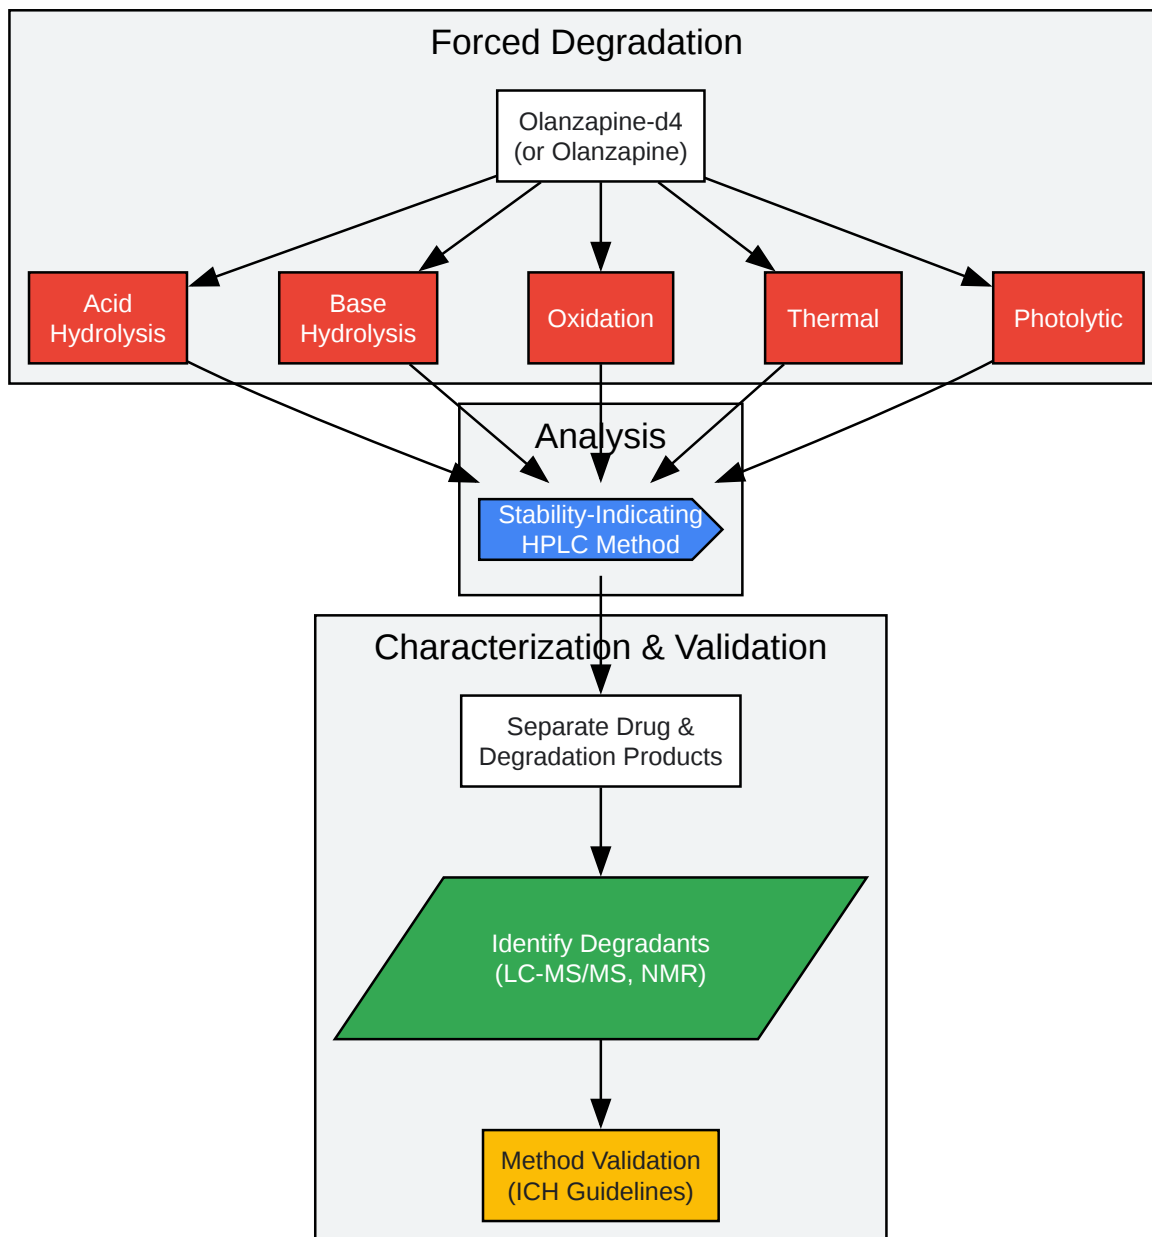 Forced Degradation
Olanzapine-d4
(or Olanzapine)
Acid
Hydrolysis
Base
Hydrolysis
Oxidation
Thermal
Photolytic
Analysis
Stability-Indicating
HPLC Method
Characterization & Validation
Separate Drug &
Degradation Products
Identify Degradants
(LC-MS/MS, NMR)
Method Validation
(ICH Guidelines)